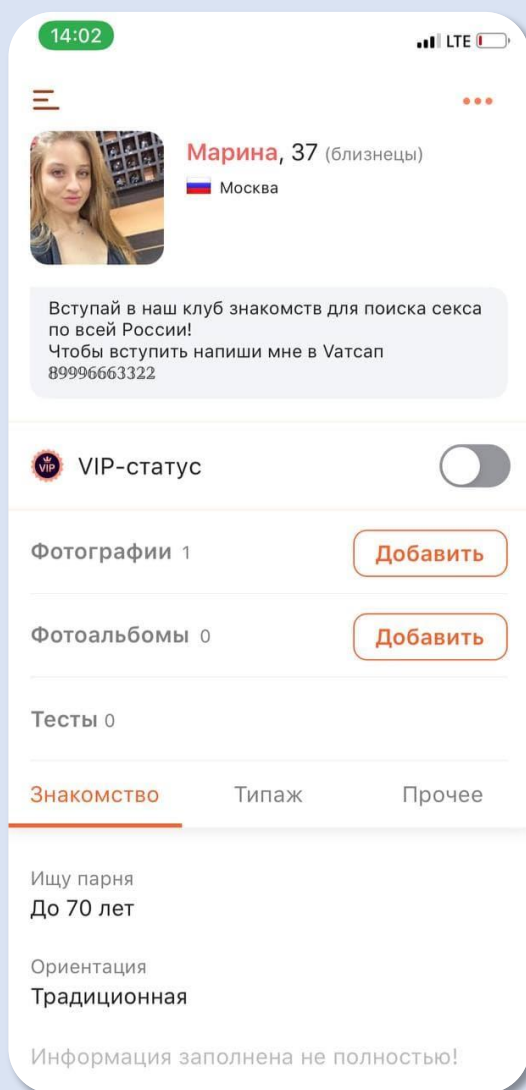 14:02
LTE
Марина, 37 (близнецы)
Москва
Вступай в наш клуб знакомств для поиска секса
по всей России!
Чтобы вступить напиши мне в Vатсап
89996663322
VIP
VIP-статус
Фотографии 1
Добавить
Фотоальбомы 0
Добавить
Тесты 0
Знакомство Типаж Прочее
Ищу парня
До 70 лет
Ориентация
Традиционная
Информация заполнена не полностью!